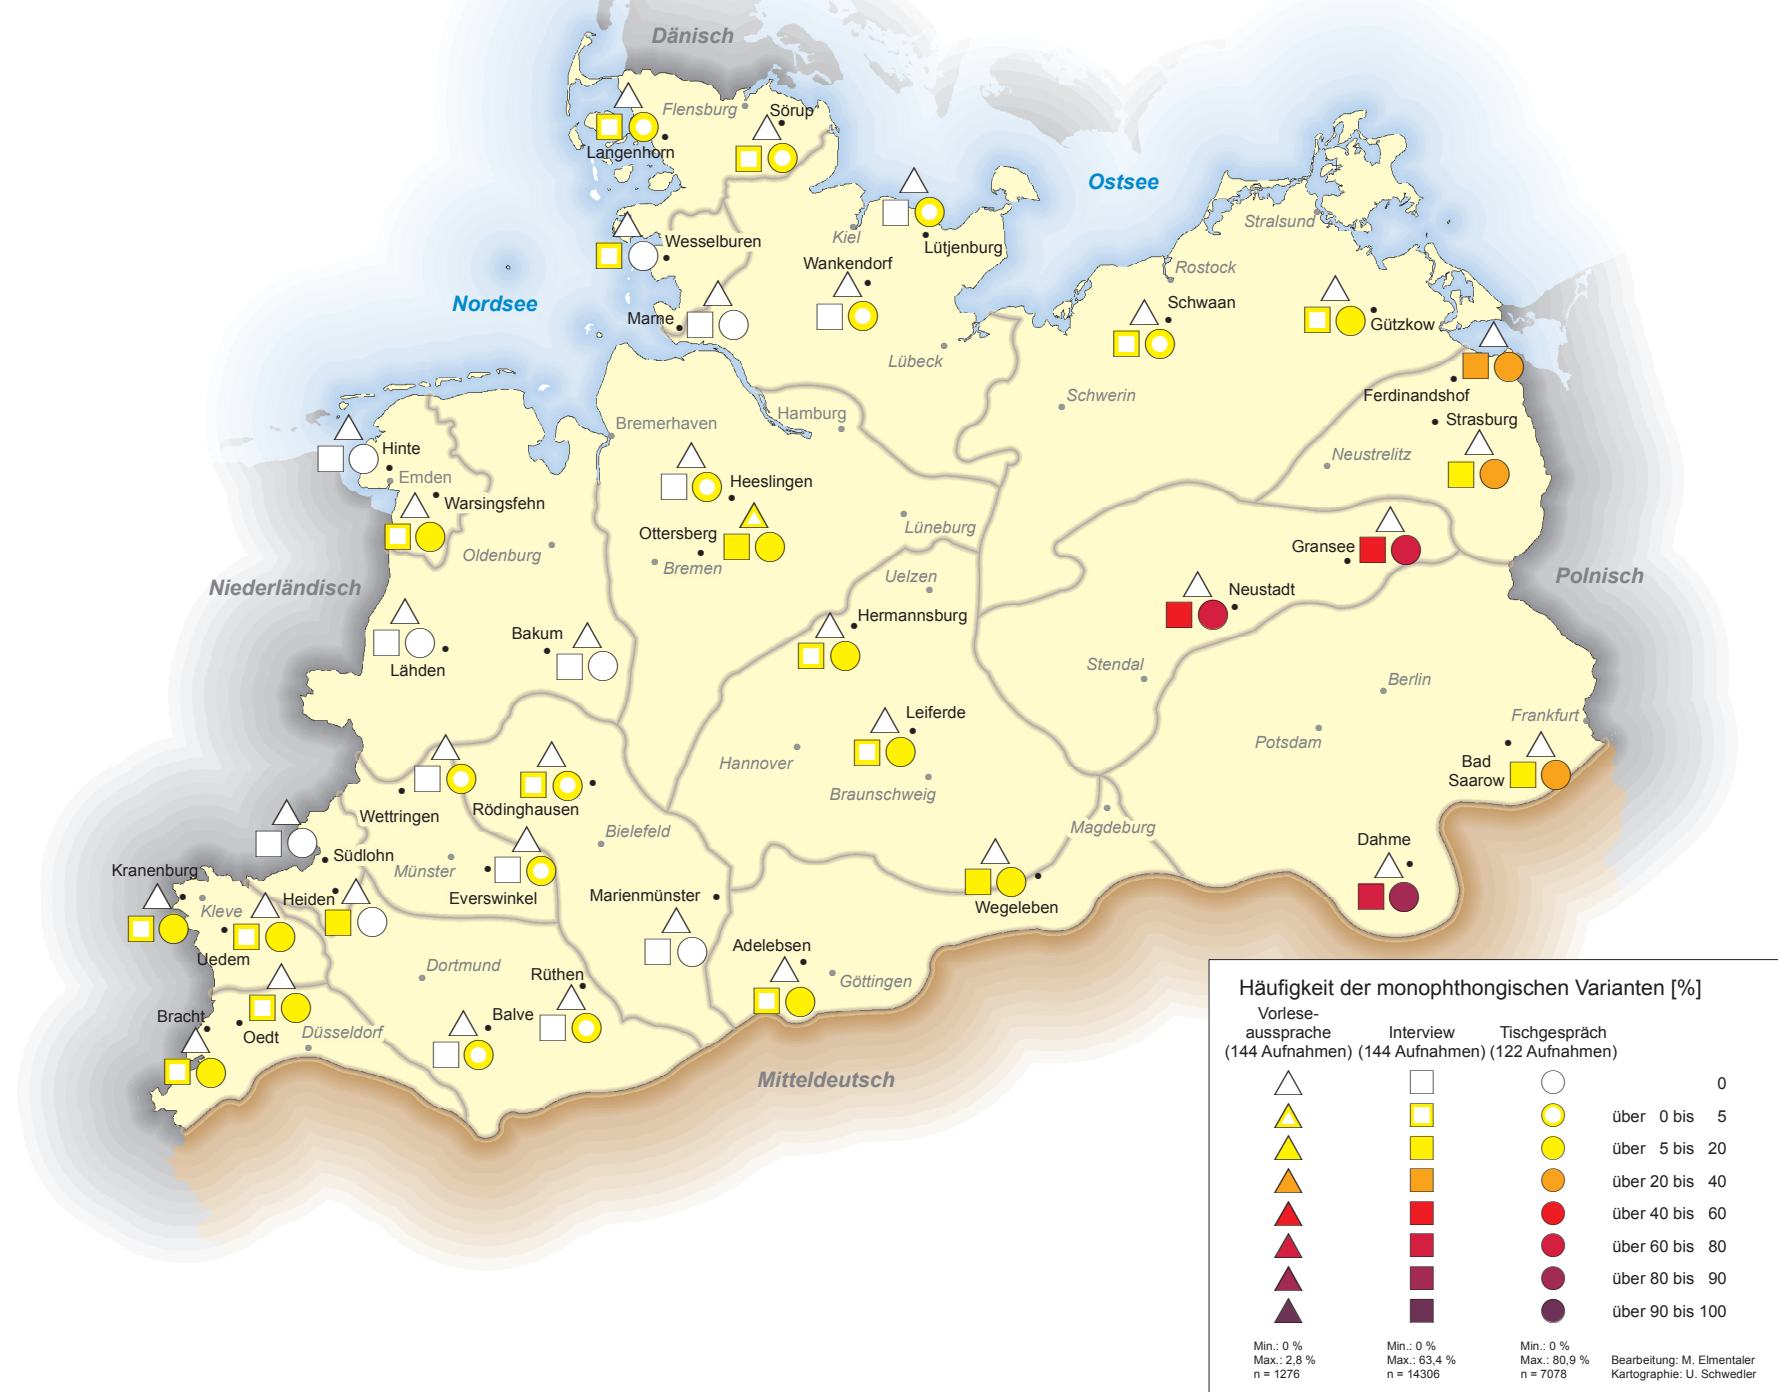 Dänisch
Flensburg
Sörup
Langenhorn
Ostsee
Stralsund
Kiel
Wesselburen
Lütjenburg
Wankendorf
Rostock
Nordsee
Schwaan
Marne
Gützkow
Lübeck
Schwerin
Ferdinandshof
Hamburg
Bremerhaven
Strasburg
Hinte
Neustrelitz
Emden
Heeslingen
Warsingsfehn
Lüneburg
Ottersberg
Oldenburg
Bremen
Gransee
Uelzen
Polnisch
Niederländisch
Neustadt
Hermannsburg
Bakum
Stendal
Lähden
Berlin
Leiferde
Frankfurt
Potsdam
Hannover
Bad
Saarow
Braunschweig
Rödinghausen
Wettringen
Bielefeld
Magdeburg
Dahme
Südlohn
Kranenburg
Münster
Heiden
Everswinkel
Marienmünster
Wegeleben
Kleve
Adelebsen
Uedem
Dortmund
Rüthen
Göttingen
Bracht
Balve
Oedt
Düsseldorf
Mitteldeutsch
Häufigkeit der monophthongischen Varianten [%]
Vorlese-
aussprache Interview Tischgespräch
(144 Aufnahmen) (144 Aufnahmen) (122 Aufnahmen)
0
über 0 bis 5
über 5 bis 20
über 20 bis 40
über 40 bis 60
über 60 bis 80
über 80 bis 90
über 90 bis 100
Min.: 0 % Min.: 0 % Min.: 0 %
Max.: 2,8 % Max.: 63,4 % Max.: 80,9 % Bearbeitung: M. Elmentaler
n = 1276 n = 14306 n = 7078 Kartographie: U. Schwedler